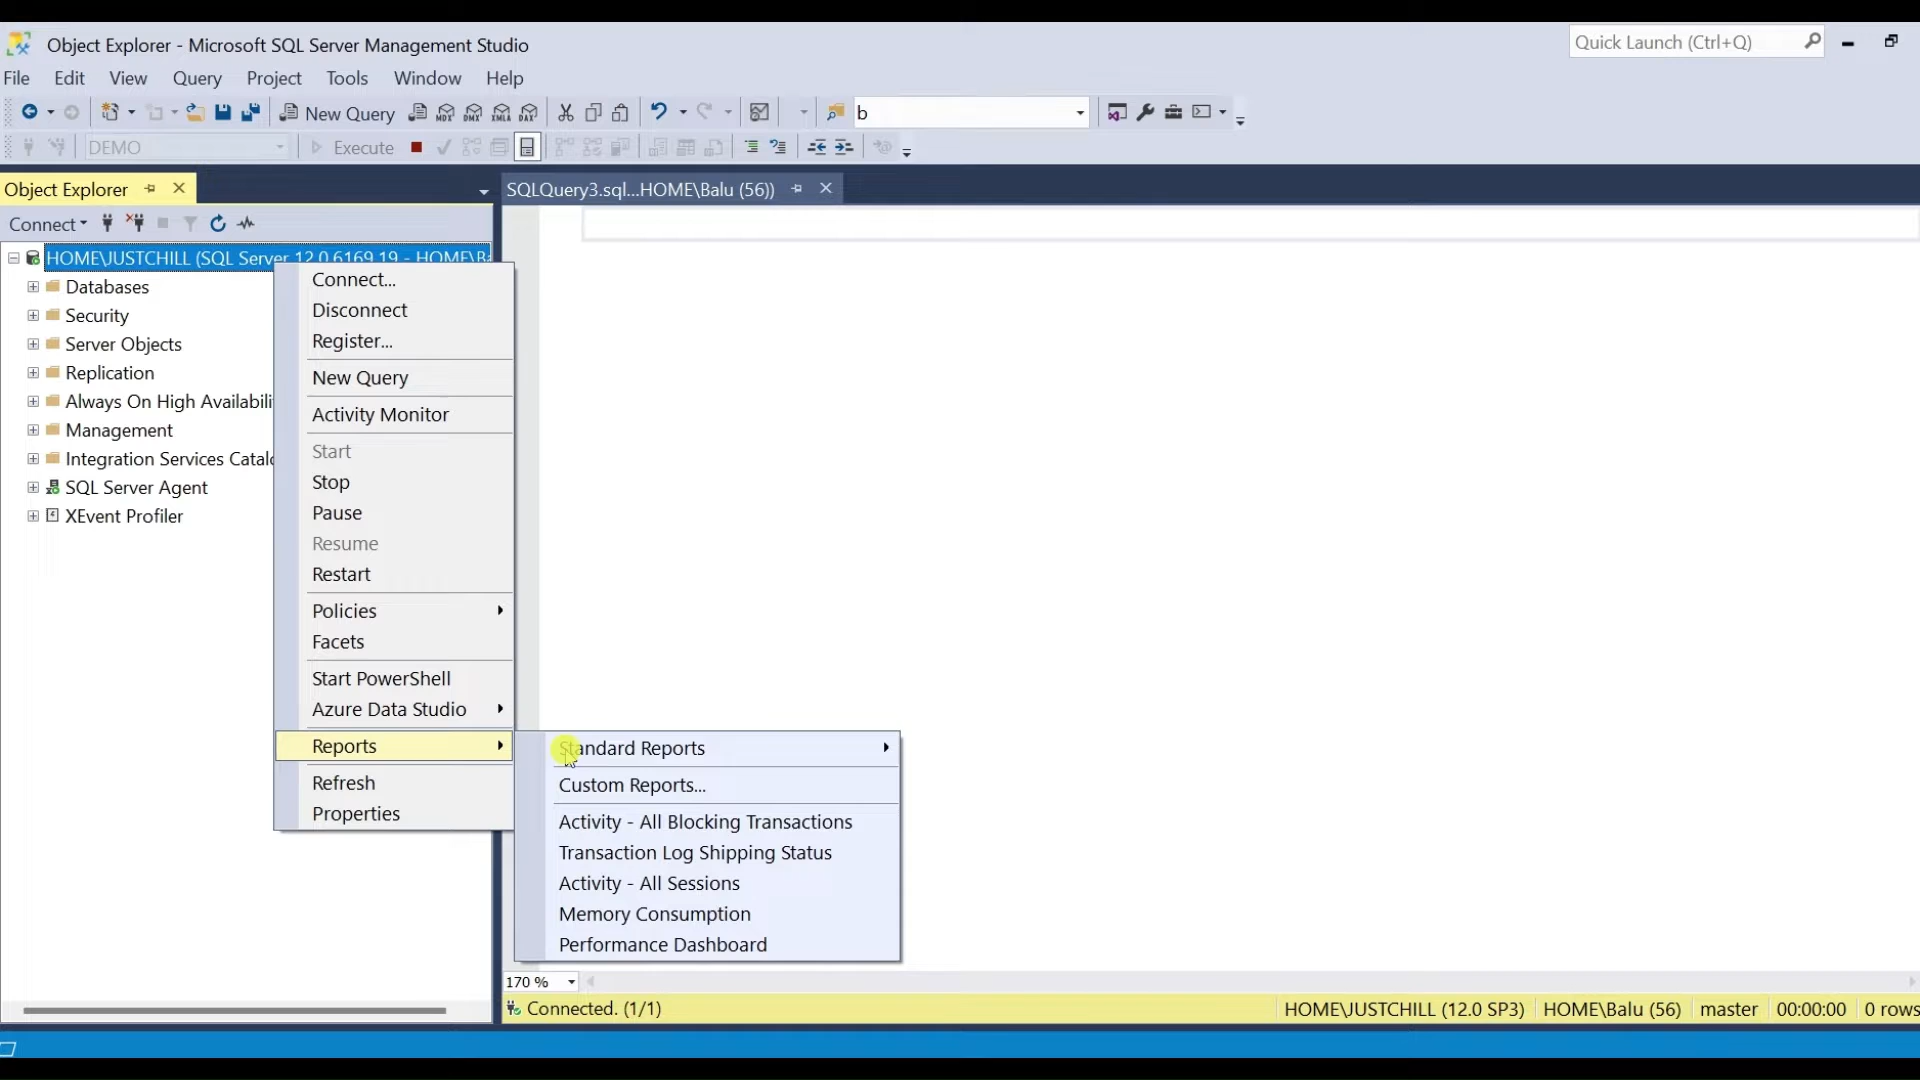 Object Explorer - Microsoft SQL Server Management Studio
Quick Launch (Ctrl+Q)
File Edit View Query Project Tools Window Help
New Query MDX DMX XMLA DAX b
DEMO Execute
Object Explorer
SQLQuery3.sql...HOME\Balu (56))
Connect
HOME\JUSTCHILL (SQL Server 12.0.6169.19 - HOME\Ba
Databases
Security
Server Objects
Replication
Always On High Availabili
Management
Integration Services Catalo
SQL Server Agent
XEvent Profiler
Connect...
Disconnect
Register...
New Query
Activity Monitor
Start
Stop
Pause
Resume
Restart
Policies
Facets
Start PowerShell
Azure Data Studio
Reports
Refresh
Properties
Standard Reports
Custom Reports...
Activity - All Blocking Transactions
Transaction Log Shipping Status
Activity - All Sessions
Memory Consumption
Performance Dashboard
170 %
Connected. (1/1)
HOME\JUSTCHILL (12.0 SP3) HOME\Balu (56) master 00:00:00 0 rows